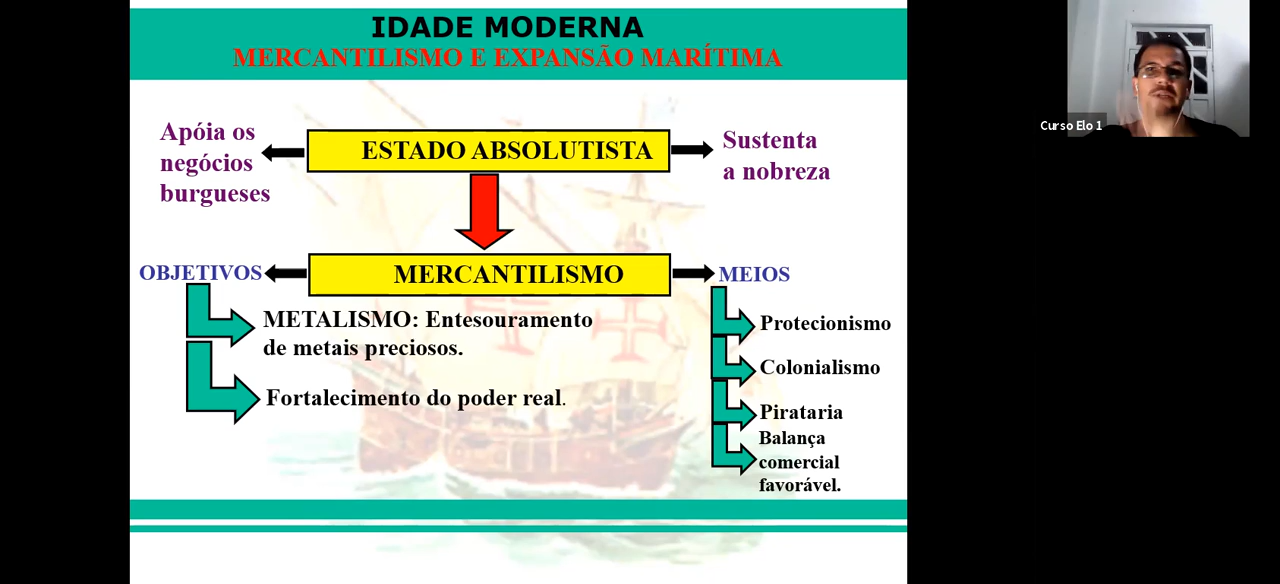 IDADE MODERNA
MERCANTILISMO E EXPANSÃO MARÍTIMA
Apóia os
negócios
burgueses
ESTADO ABSOLUTISTA
Sustenta
a nobreza
OBJETIVOS
MERCANTILISMO
MEIOS
METALISMO: Entesouramento
de metais preciosos.
Fortalecimento do poder real.
Protecionismo
Colonialismo
Pirataria
Balança
comercial
favorável.
Curso Elo 1